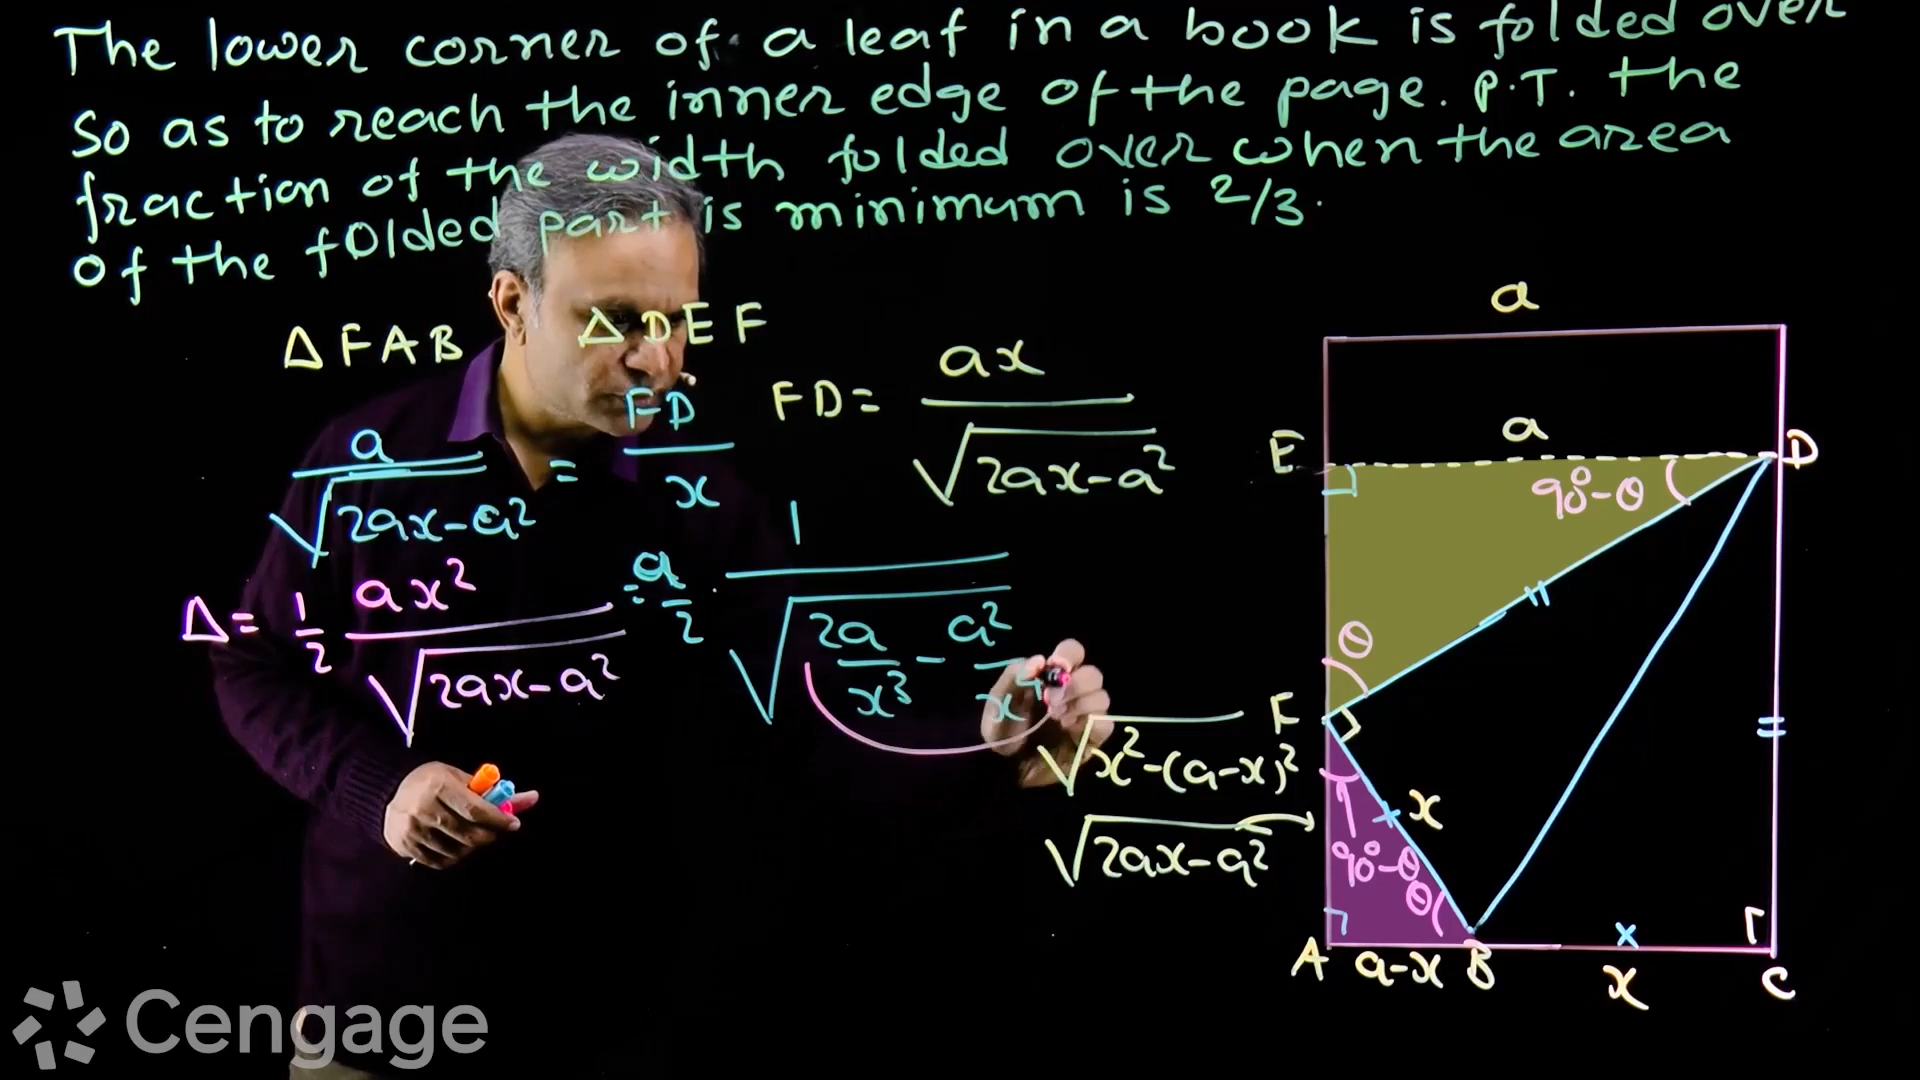 The lower corner of a leaf in a book is folded over
so as to reach the inner edge of the page. P.T. the
fraction of the width folded over when the area
of the folded part is minimum is 2/3.
a
Δ FAB Δ DEF
FD = ax / √(2ax-a²)
a / √(2ax-a²) = FD / x
Δ = 1/2 ax² / √(2ax-a²) = a/2 · 1 / √(2a/x³ - a²/x⁴)
E a D
90°-θ
θ
F
√(x²-(a-x)²)
x
√(2ax-a²)
90°-θ
θ
A a-x B x C
Cengage